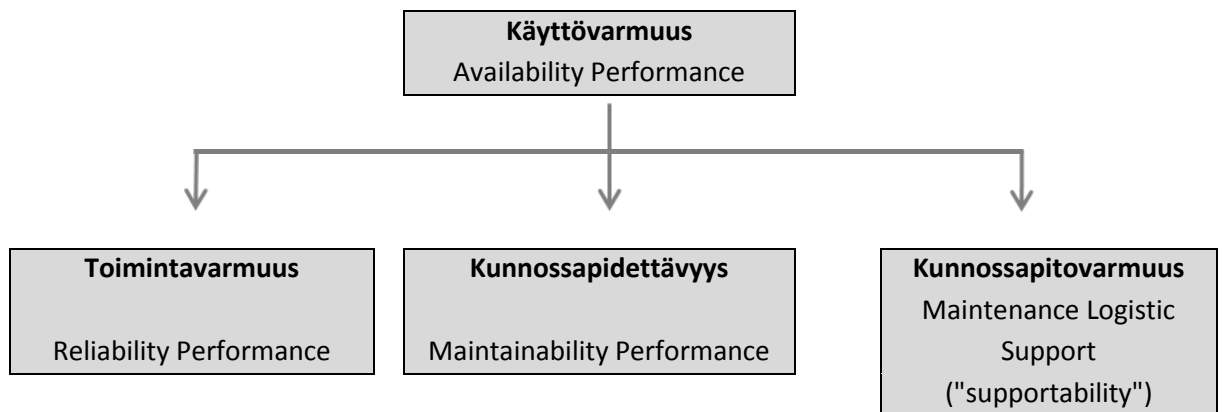 Käyttövarmuus
Availability Performance
Toimintavarmuus
Reliability Performance
Kunnossapidettävyys
Maintainability Performance
Kunnossapitovarmuus
Maintenance Logistic
Support
("supportability")